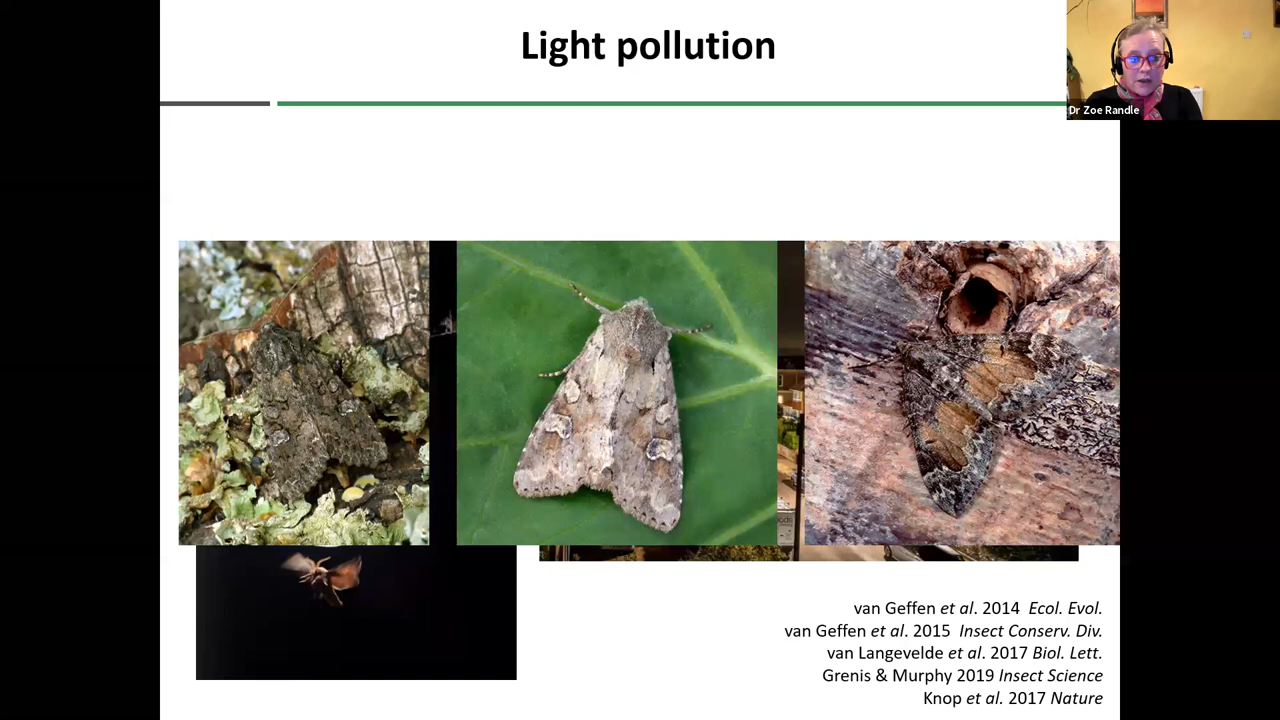 Light pollution
Dr Zoe Randle
van Geffen et al. 2014 Ecol. Evol.
van Geffen et al. 2015 Insect Conserv. Div.
van Langevelde et al. 2017 Biol. Lett.
Grenis & Murphy 2019 Insect Science
Knop et al. 2017 Nature